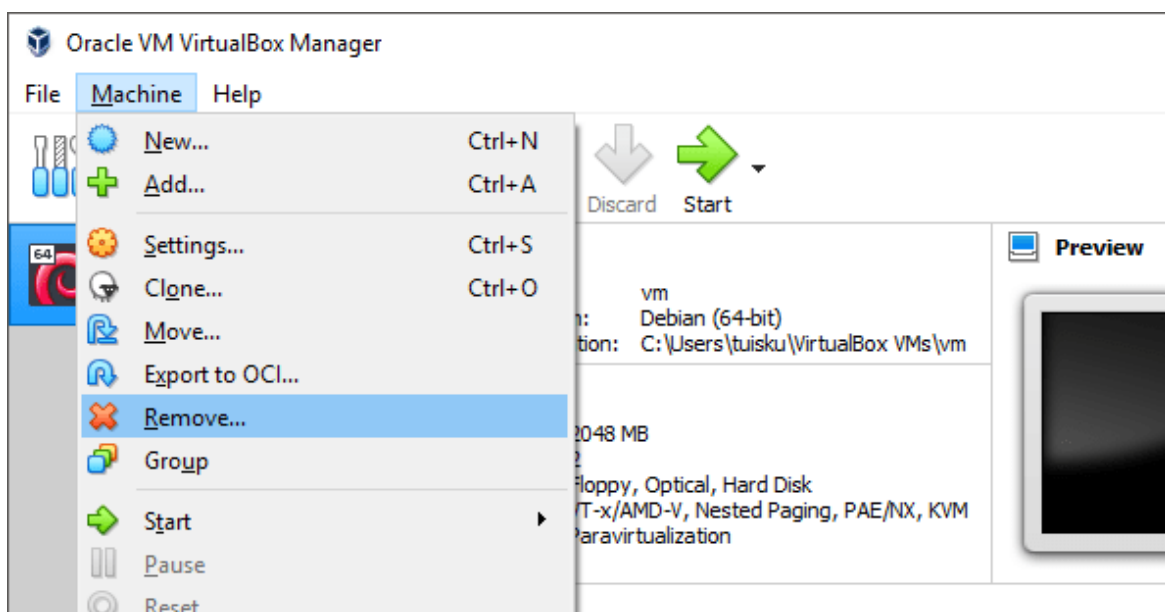 Oracle VM VirtualBox Manager
File Machine Help
New... Ctrl+N
Add... Ctrl+A
Discard Start
Settings... Ctrl+S
Clone... Ctrl+O
Move...
Export to OCI...
Remove...
Group
Start
Pause
Reset
64
vm
Debian (64-bit)
C:\Users\tuisku\VirtualBox VMs\vm
2048 MB
2
Floppy, Optical, Hard Disk
VT-x/AMD-V, Nested Paging, PAE/NX, KVM
Paravirtualization
Preview